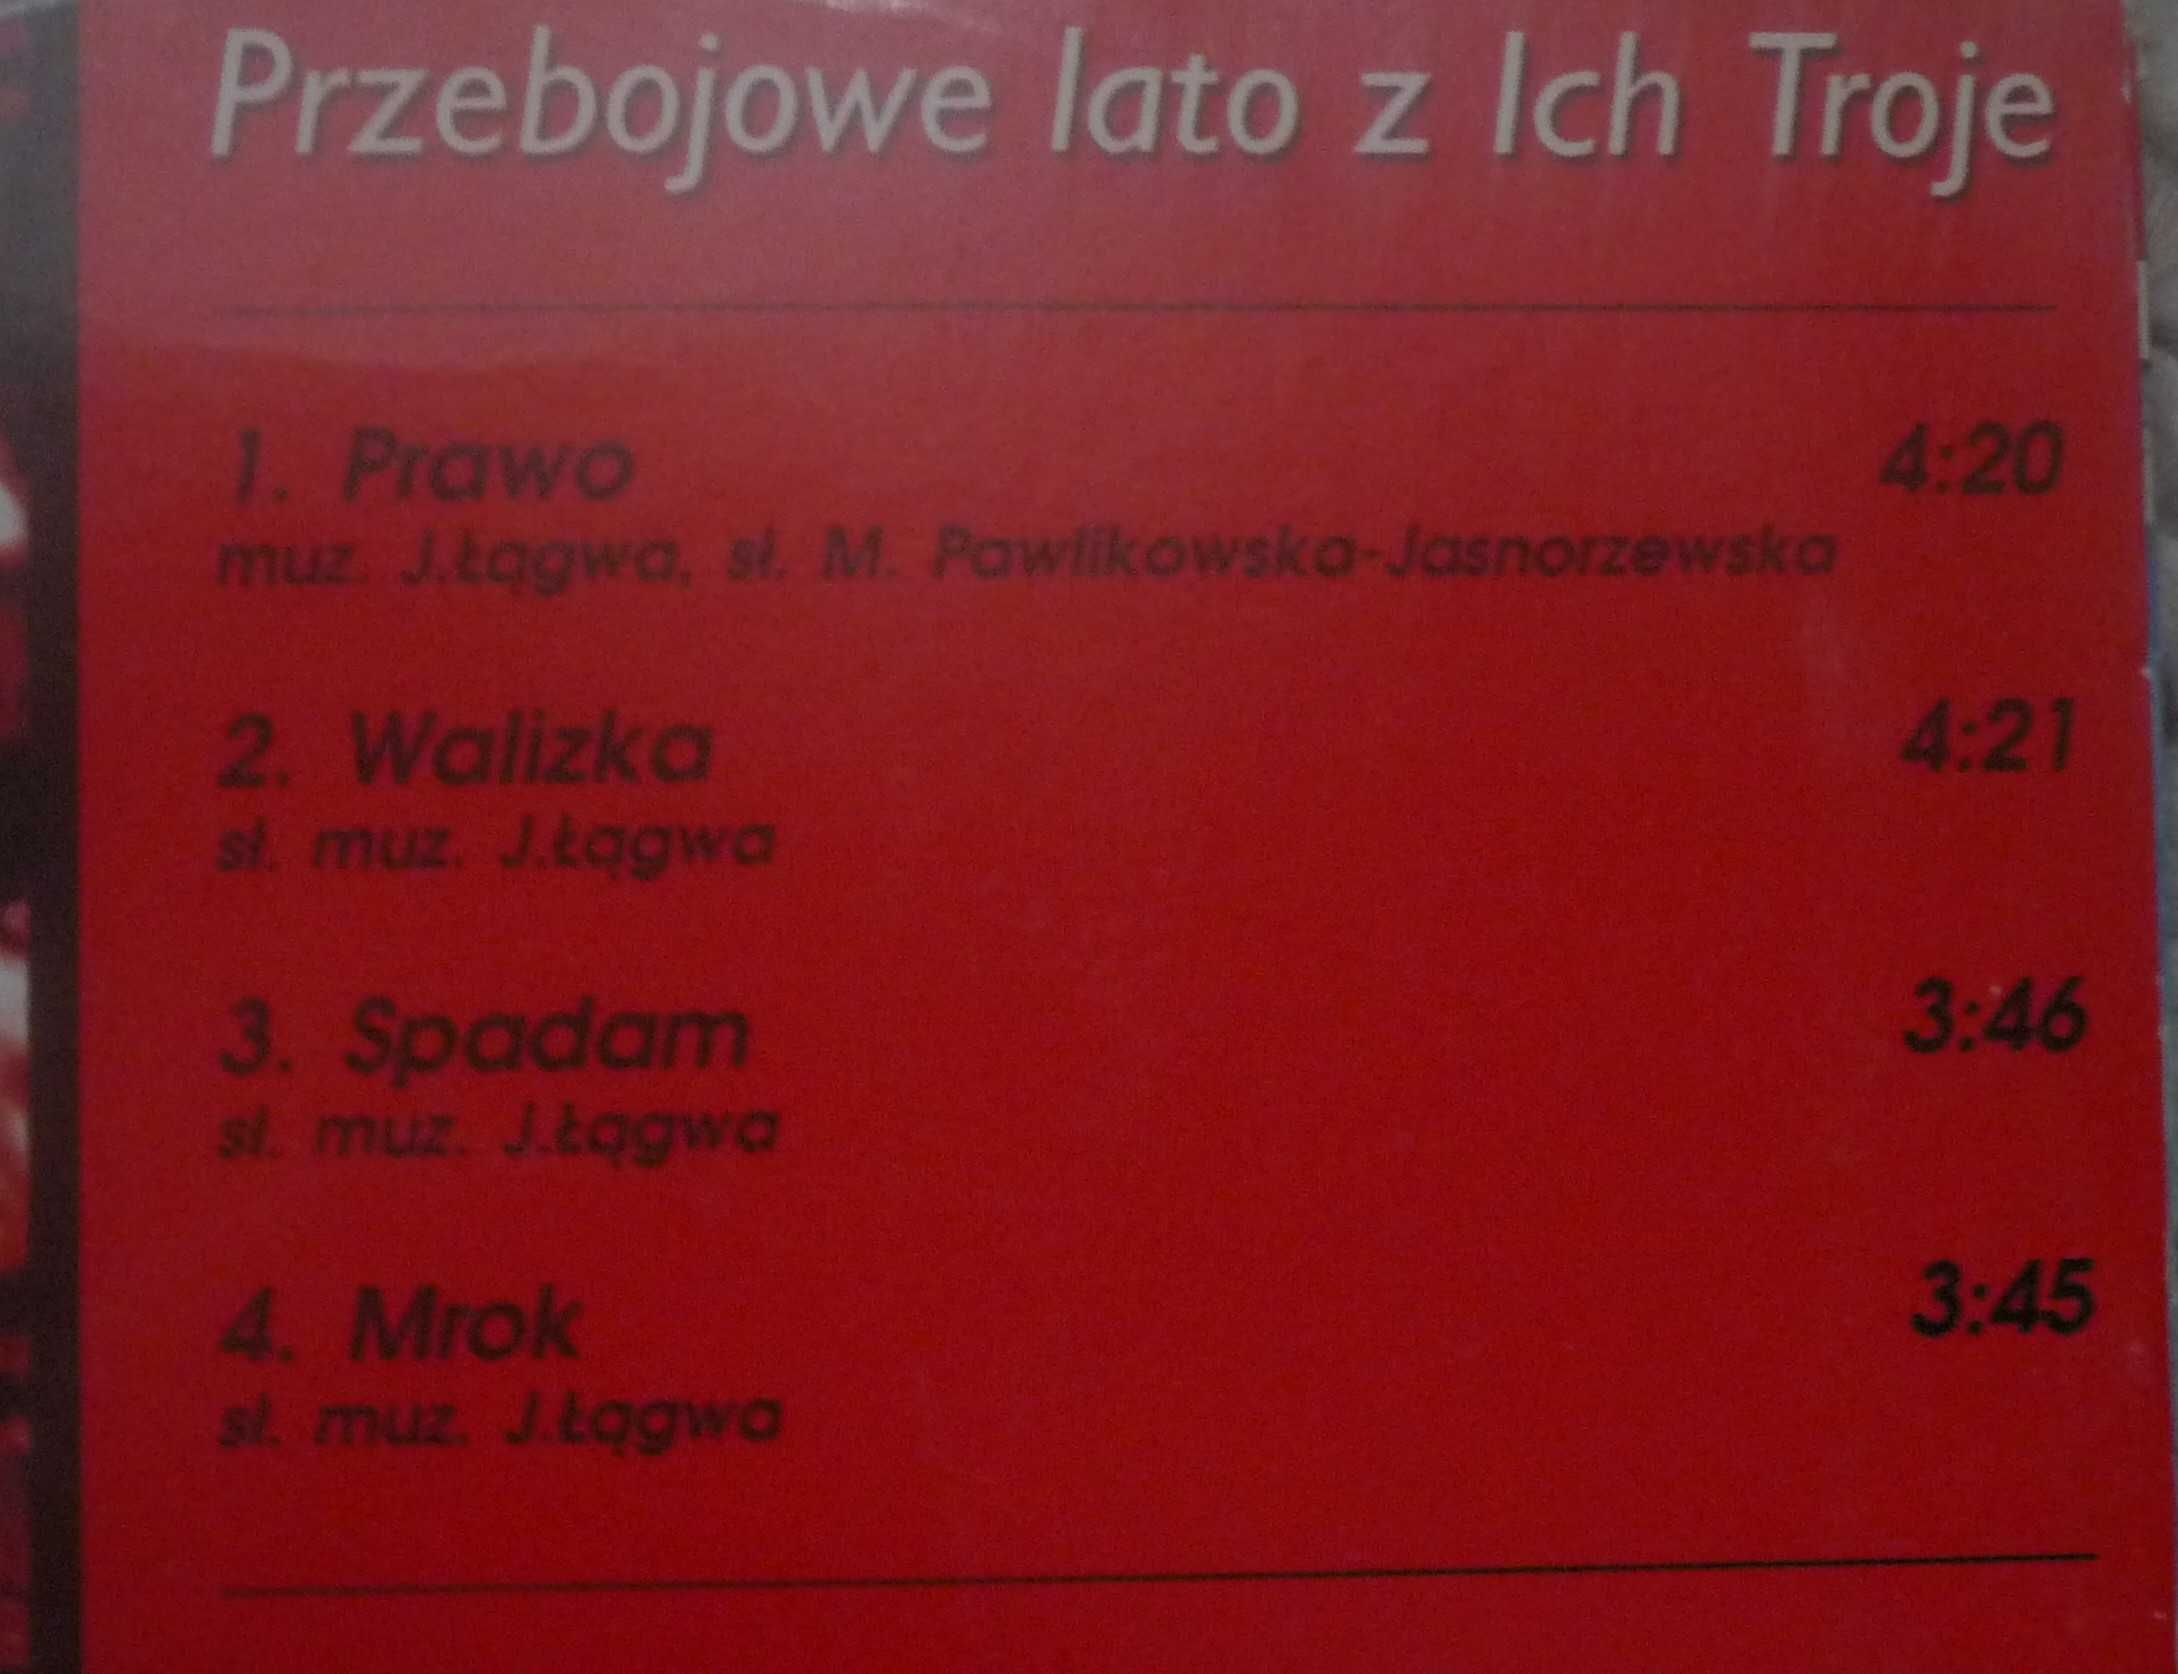 Przebojowe lato z Ich Troje
1. Prawo 4:20
muz. J.Łągwa, sł. M. Pawlikowska-Jasnorzewska
2. Walizka 4:21
sł. muz. J.Łągwa
3. Spadam 3:46
sł. muz. J.Łągwa
4. Mrok 3:45
sł. muz. J.Łągwa